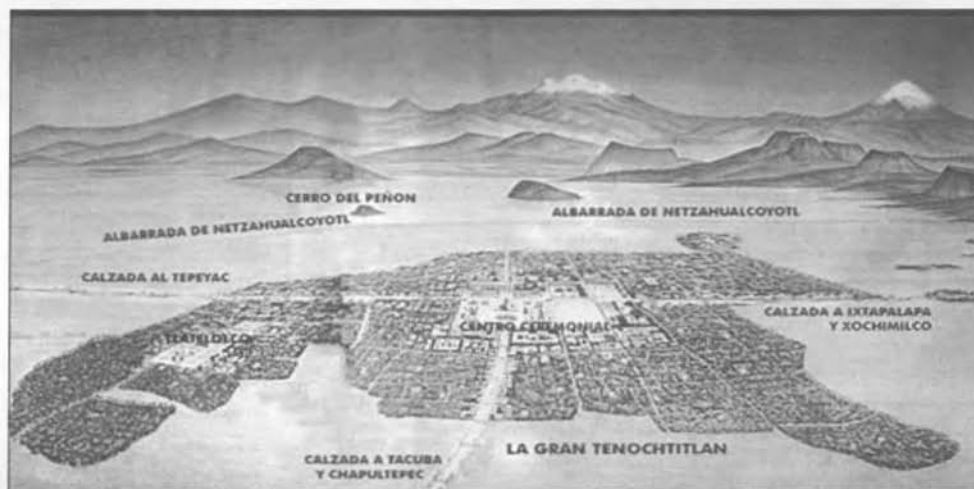 CERRO DEL PEÑON
ALBARRADA DE NETZAHUALCOYOTL
ALBARRADA DE NETZAHUALCOYOTL
CALZADA AL TEPEYAC
CALZADA A IXTAPALAPA
Y XOCHIMILCO
CENTRO CEREMONIAL
TLATELOLCO
LA GRAN TENOCHTITLAN
CALZADA A TACUBA
Y CHAPULTEPEC